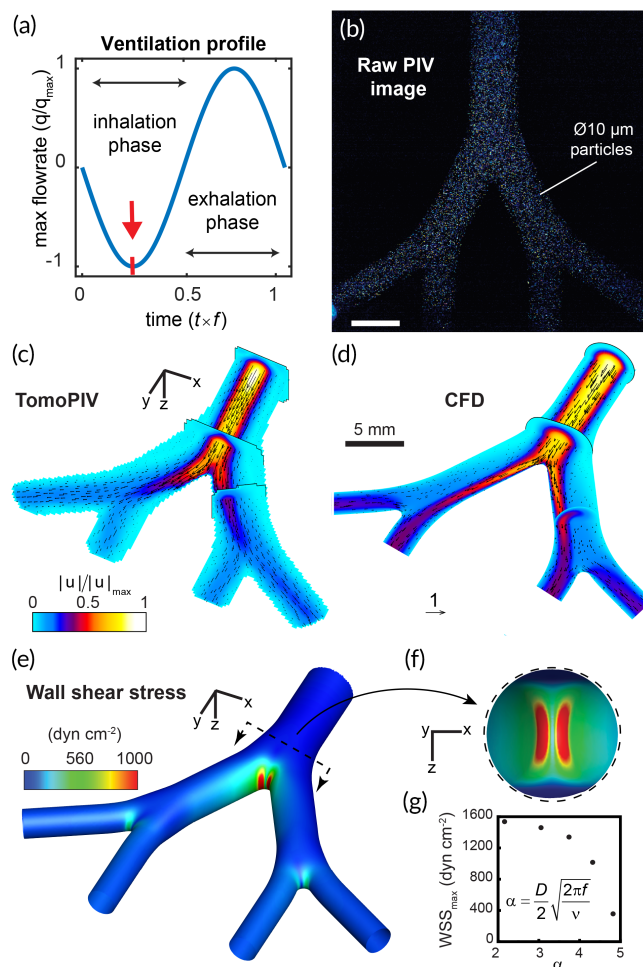 (a)
Ventilation profile
max flowrate (q/q_max)
1
0
-1
inhalation
phase
exhalation
phase
0
0.5
1
time (t×f)
(b)
Raw PIV
image
Ø10 µm
particles
(c)
TomoPIV
y
z
x
|u|/|u|_max
0
0.5
1
(d)
CFD
5 mm
1
(e)
Wall shear stress
(dyn cm⁻²)
0
560
1000
y
z
x
(f)
y
x
z
(g)
WSS_max (dyn cm⁻²)
1600
1200
800
400
0
α = D/2 √(2πf/ν)
2
3
4
5
α